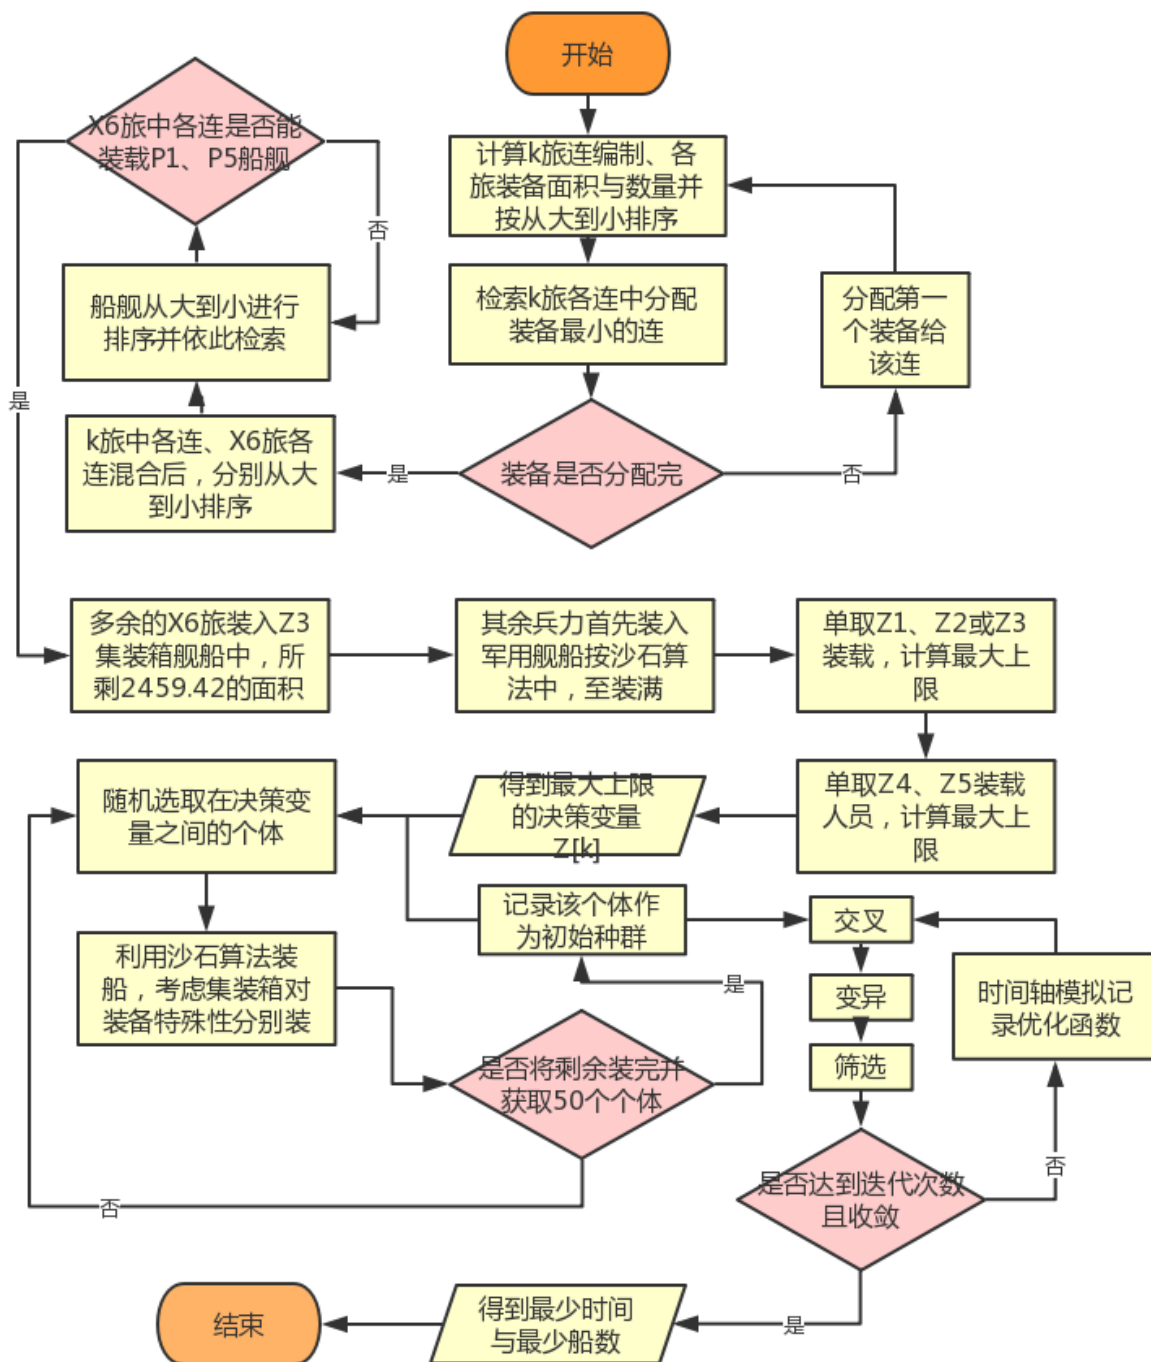 开始
计算k旅连编制、各
旅装备面积与数量并
按从大到小排序
检索k旅各连中分配
装备最小的连
分配第一
个装备给
该连
装备是否分配完
否
是
k旅中各连、X6旅各
连混合后，分别从大
到小排序
船舰从大到小进行
排序并依此检索
X6旅中各连是否能
装载P1、P5船舰
否
是
多余的X6旅装入Z3
集装箱舰船中，所
剩2459.42的面积
其余兵力首先装入
军用舰船按沙石算
法中，至装满
单取Z1、Z2或Z3
装载，计算最大上
限
单取Z4、Z5装载
人员，计算最大上
限
得到最大上限
的决策变量
Z[k]
随机选取在决策变
量之间的个体
利用沙石算法装
船，考虑集装箱对
装备特殊性分别装
是否将剩余装完并
获取50个个体
否
是
记录该个体作
为初始种群
交叉
变异
筛选
是否达到迭代次数
且收敛
否
时间轴模拟记
录优化函数
是
得到最少时间
与最少船数
结束